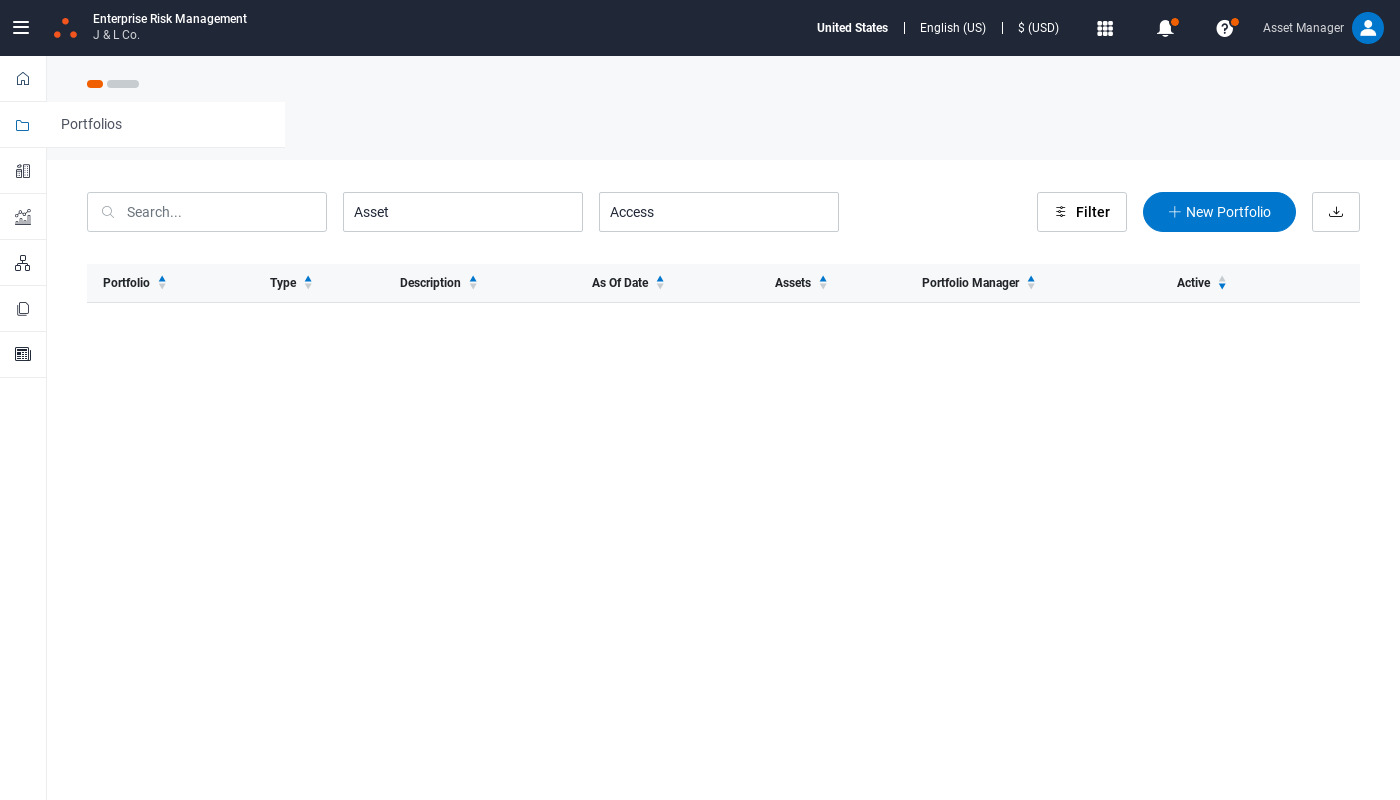 Enterprise Risk Management
J & L Co.
United States
English (US)
$ (USD)
Asset Manager
Portfolios
Search...
Asset
Access
Filter
New Portfolio
Portfolio
Type
Description
As Of Date
Assets
Portfolio Manager
Active